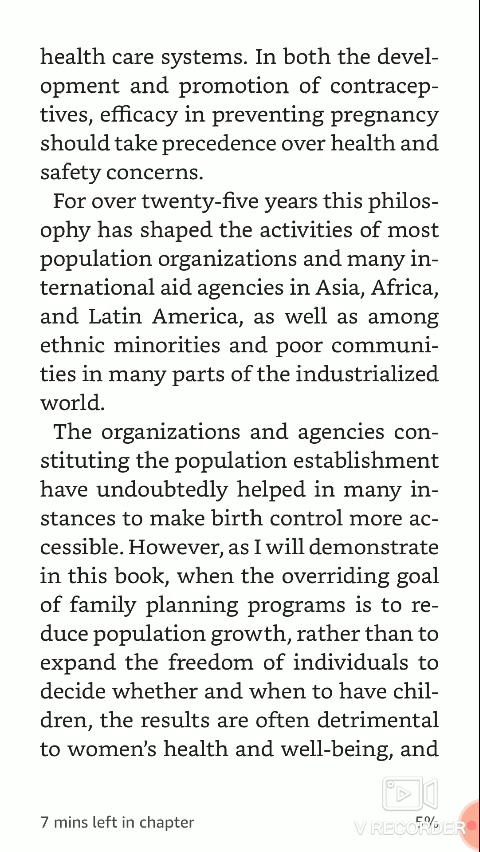 health care systems. In both the devel-
opment and promotion of contracep-
tives, efficacy in preventing pregnancy
should take precedence over health and
safety concerns.
For over twenty-five years this philos-
ophy has shaped the activities of most
population organizations and many in-
ternational aid agencies in Asia, Africa,
and Latin America, as well as among
ethnic minorities and poor communi-
ties in many parts of the industrialized
world.
The organizations and agencies con-
stituting the population establishment
have undoubtedly helped in many in-
stances to make birth control more ac-
cessible. However, as I will demonstrate
in this book, when the overriding goal
of family planning programs is to re-
duce population growth, rather than to
expand the freedom of individuals to
decide whether and when to have chil-
dren, the results are often detrimental
to women's health and well-being, and
7 mins left in chapter 5%
V RECORDER